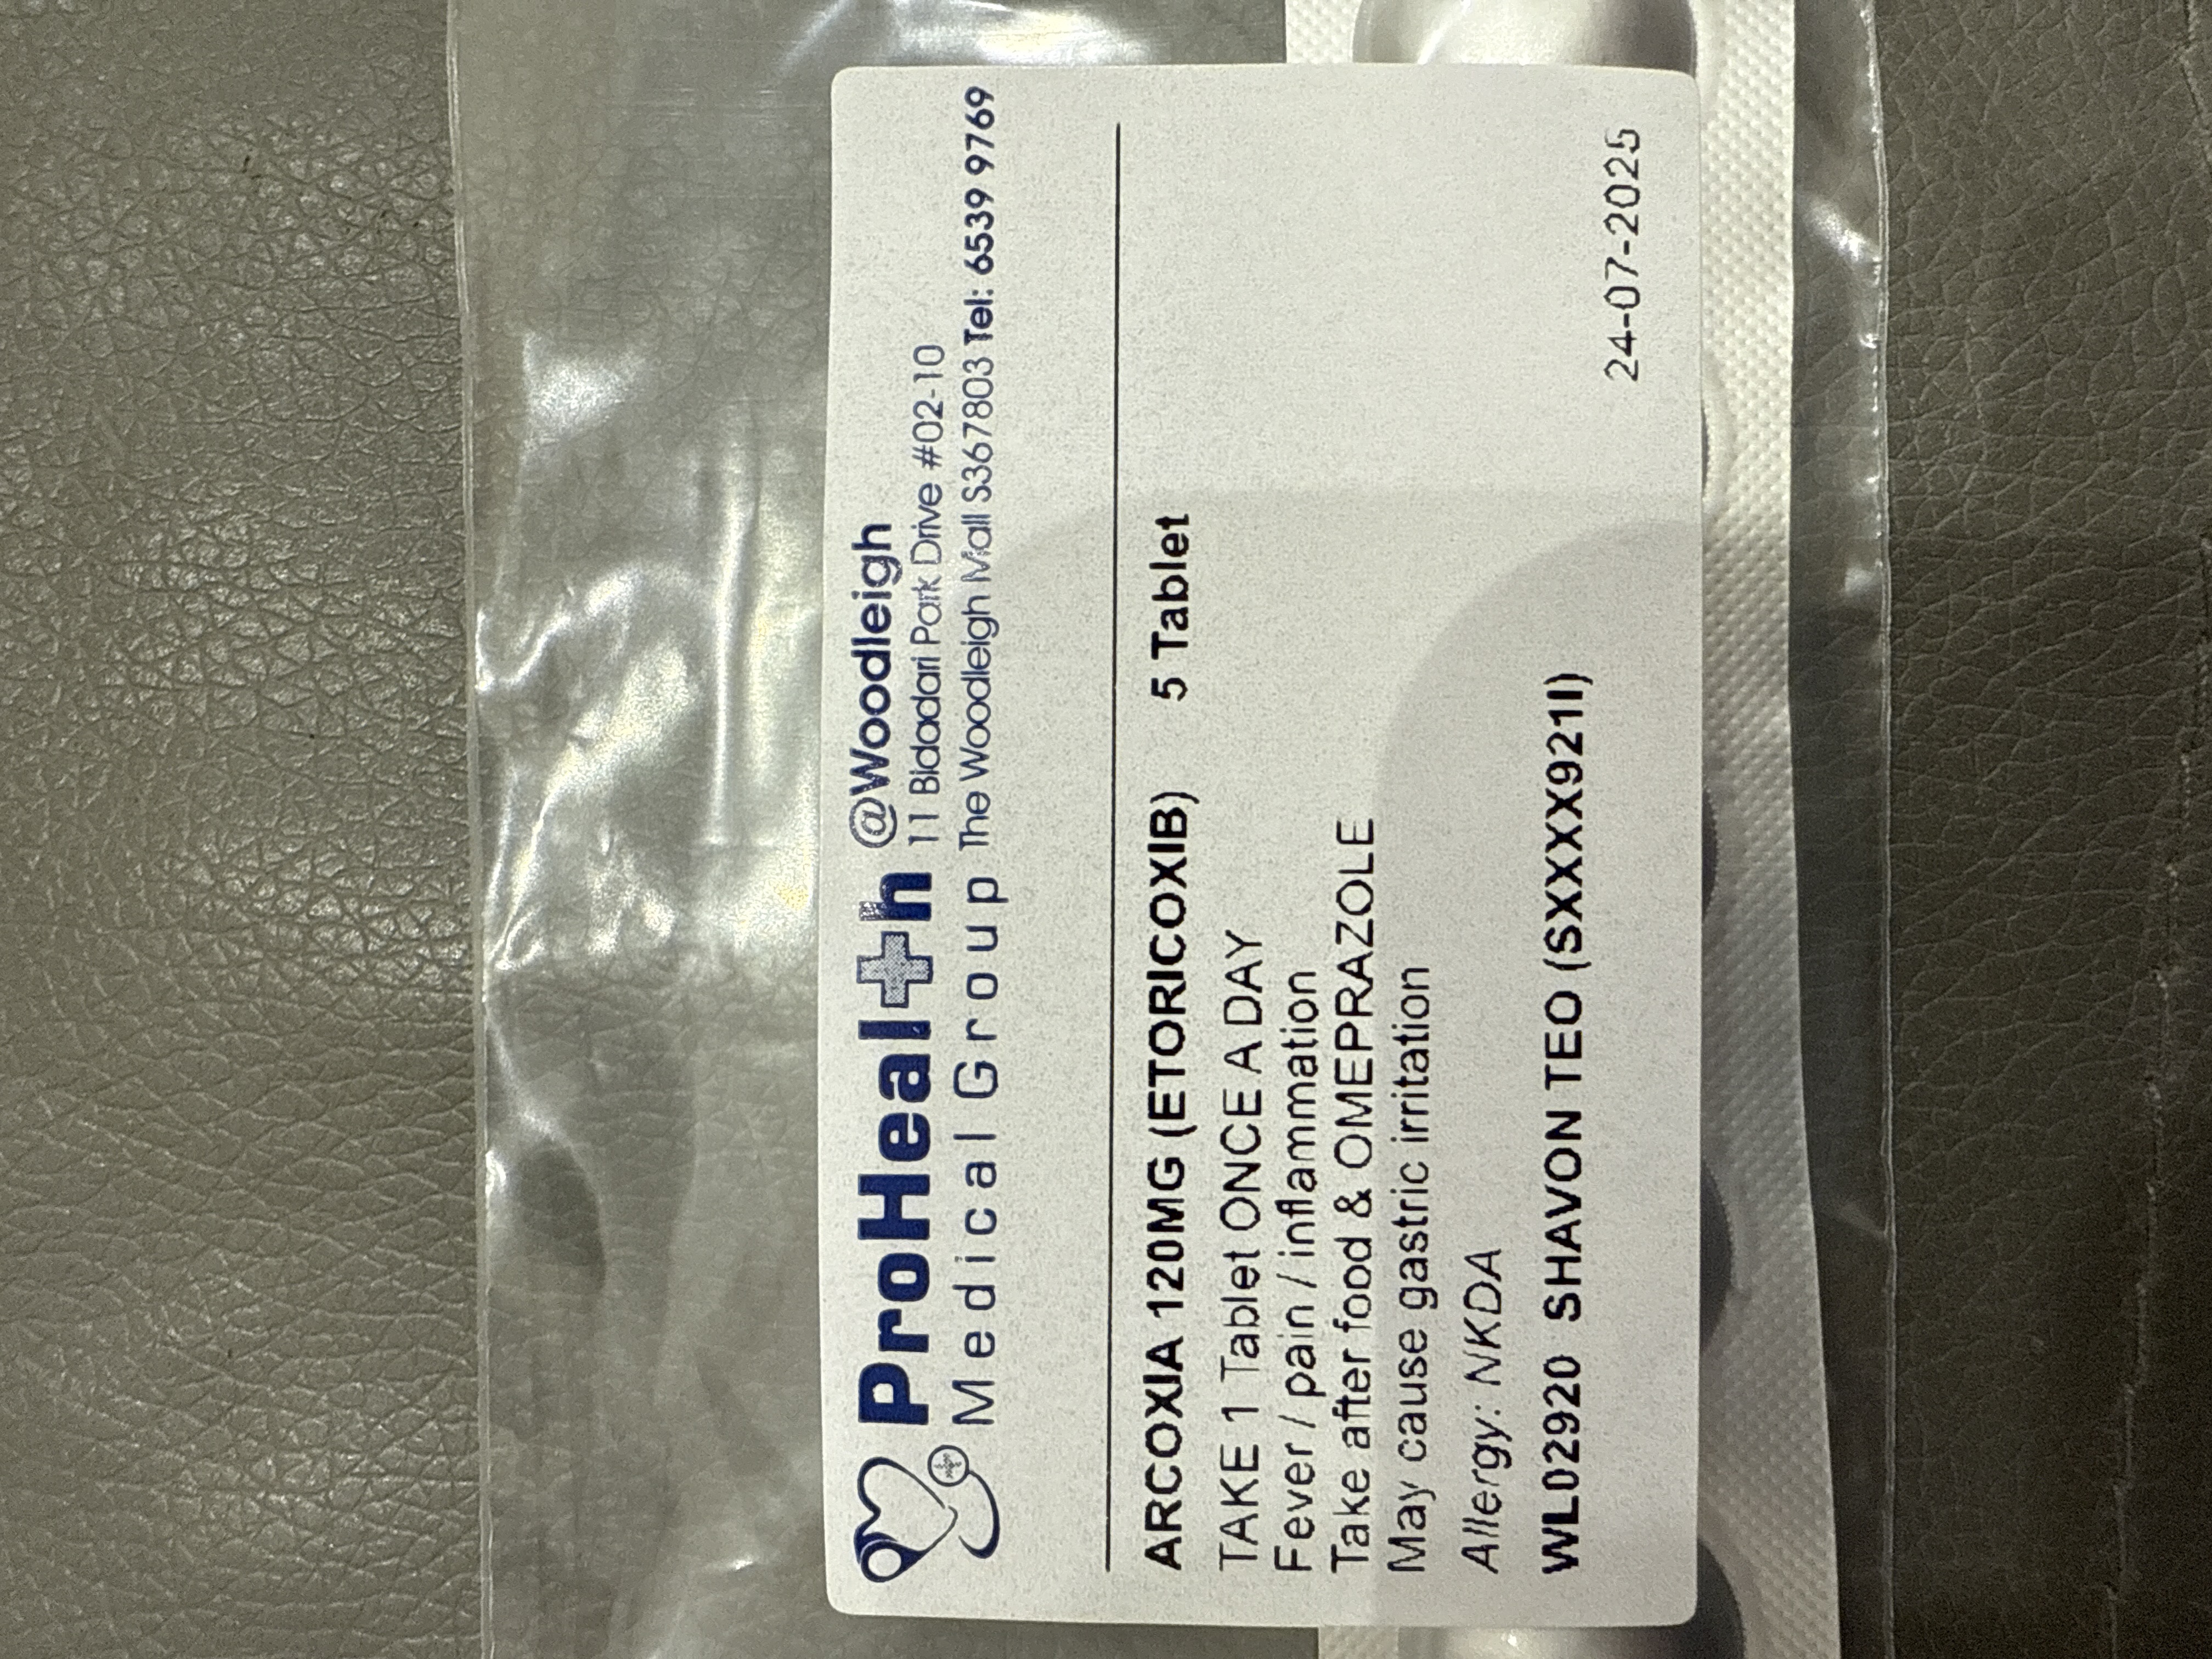 ProHealth @Woodleigh
Medical Group
11 Bidadari Park Drive #02-10
The Woodleigh Mall S367803 Tel: 6539 9769
ARCOXIA 120MG (ETORICOXIB) 5 Tablet
TAKE 1 Tablet ONCE A DAY
Fever / pain / inflammation
Take after food & OMEPRAZOLE
May cause gastric irritation
Allergy: NKDA
WL02920 SHAVON TEO (SXXXX921I)
24-07-2025